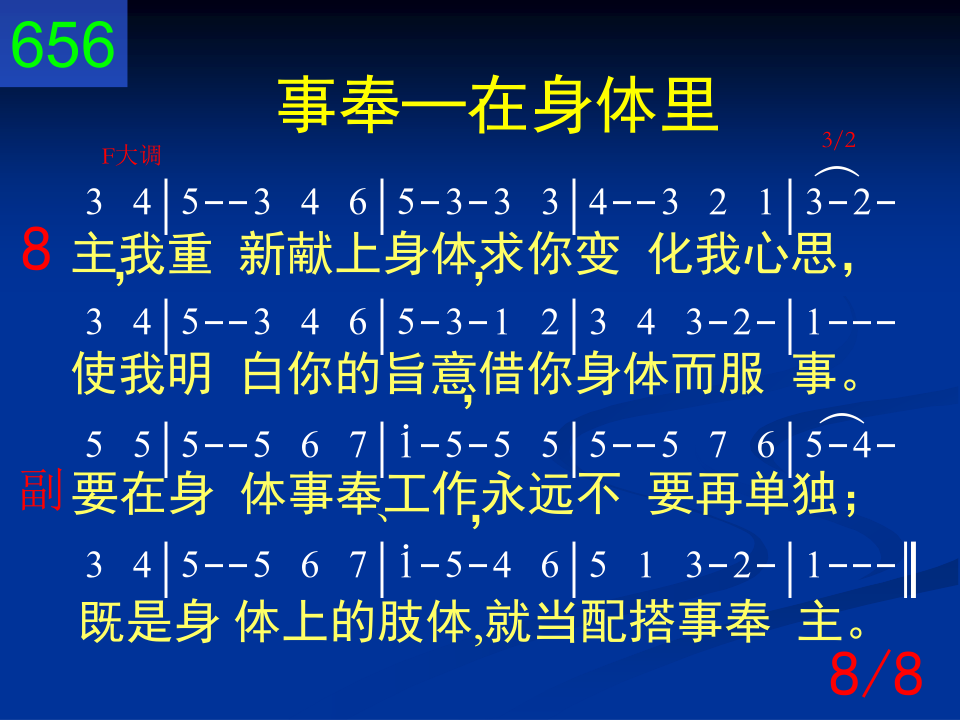 656
事奉—在身体里
F大调
3/2
3 4|5--3 4 6|5-3-3 3|4--3 2 1|3-2-
8 主,我重 新献上身体,求你变 化我心思,
3 4|5--3 4 6|5-3-1 2|3 4 3-2-|1---
使我明 白你的旨意,借你身体而服 事。
5 5|5--5 6 7|i-5-5 5|5--5 7 6|5-4-
副 要在身 体事奉、工作,永远不 要再单独;
3 4|5--5 6 7|i-5-4 6|5 1 3-2-|1---‖
既是身 体上的肢体,就当配搭事奉 主。
8/8